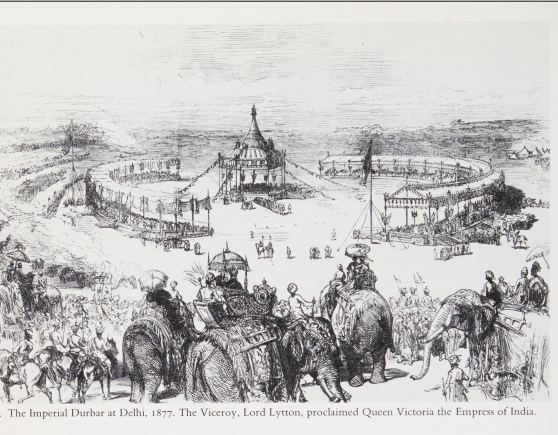 . The Imperial Durbar at Delhi, 1877. The Viceroy, Lord Lytton, proclaimed Queen Victoria the Empress of India.